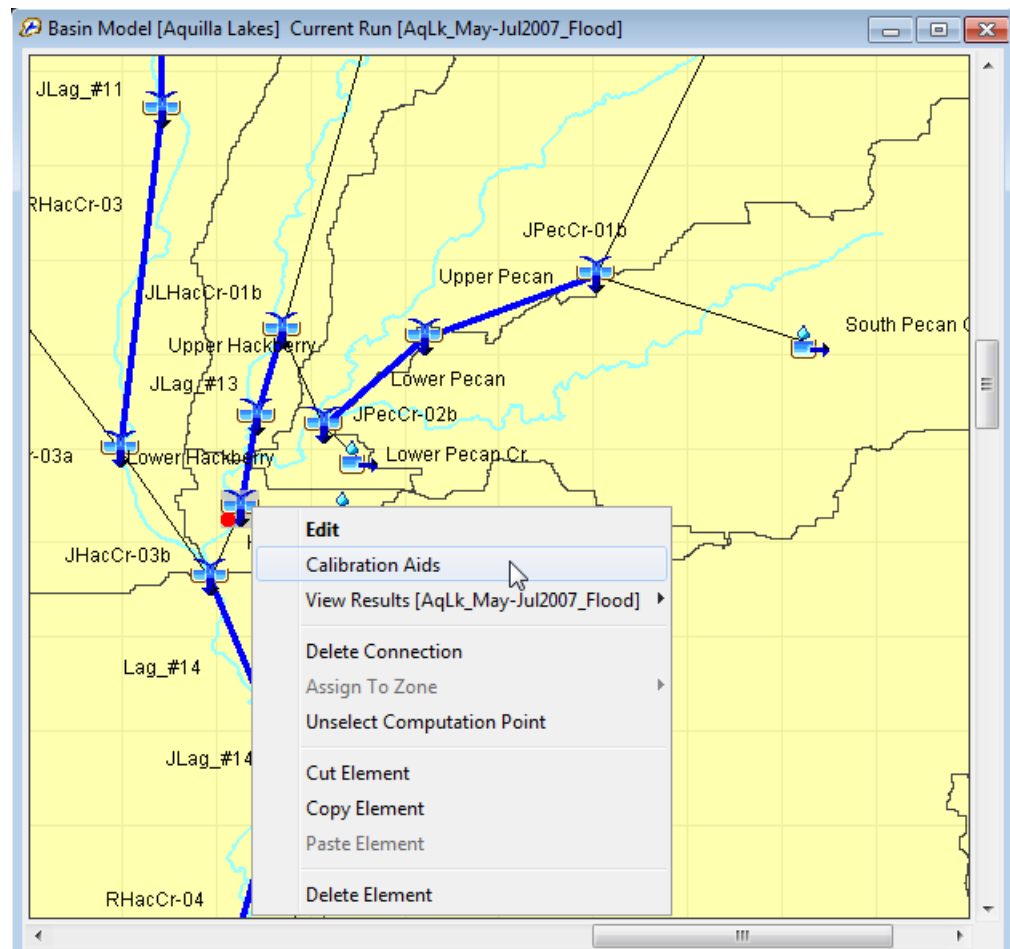 Basin Model [Aquilla Lakes] Current Run [AqLk_May-Jul2007_Flood]
JLag_#11
RHacCr-03
JPecCr-01b
Upper Pecan
JLHacCr-01b
South Pecan
Upper Hackberry
Lower Pecan
JLag_#13
JPecCr-02b
-03a
Lower Hackberry
Lower Pecan Cr
JHacCr-03b
Lag_#14
JLag_#14
RHacCr-04
Edit
Calibration Aids
View Results [AqLk_May-Jul2007_Flood]
Delete Connection
Assign To Zone
Unselect Computation Point
Cut Element
Copy Element
Paste Element
Delete Element